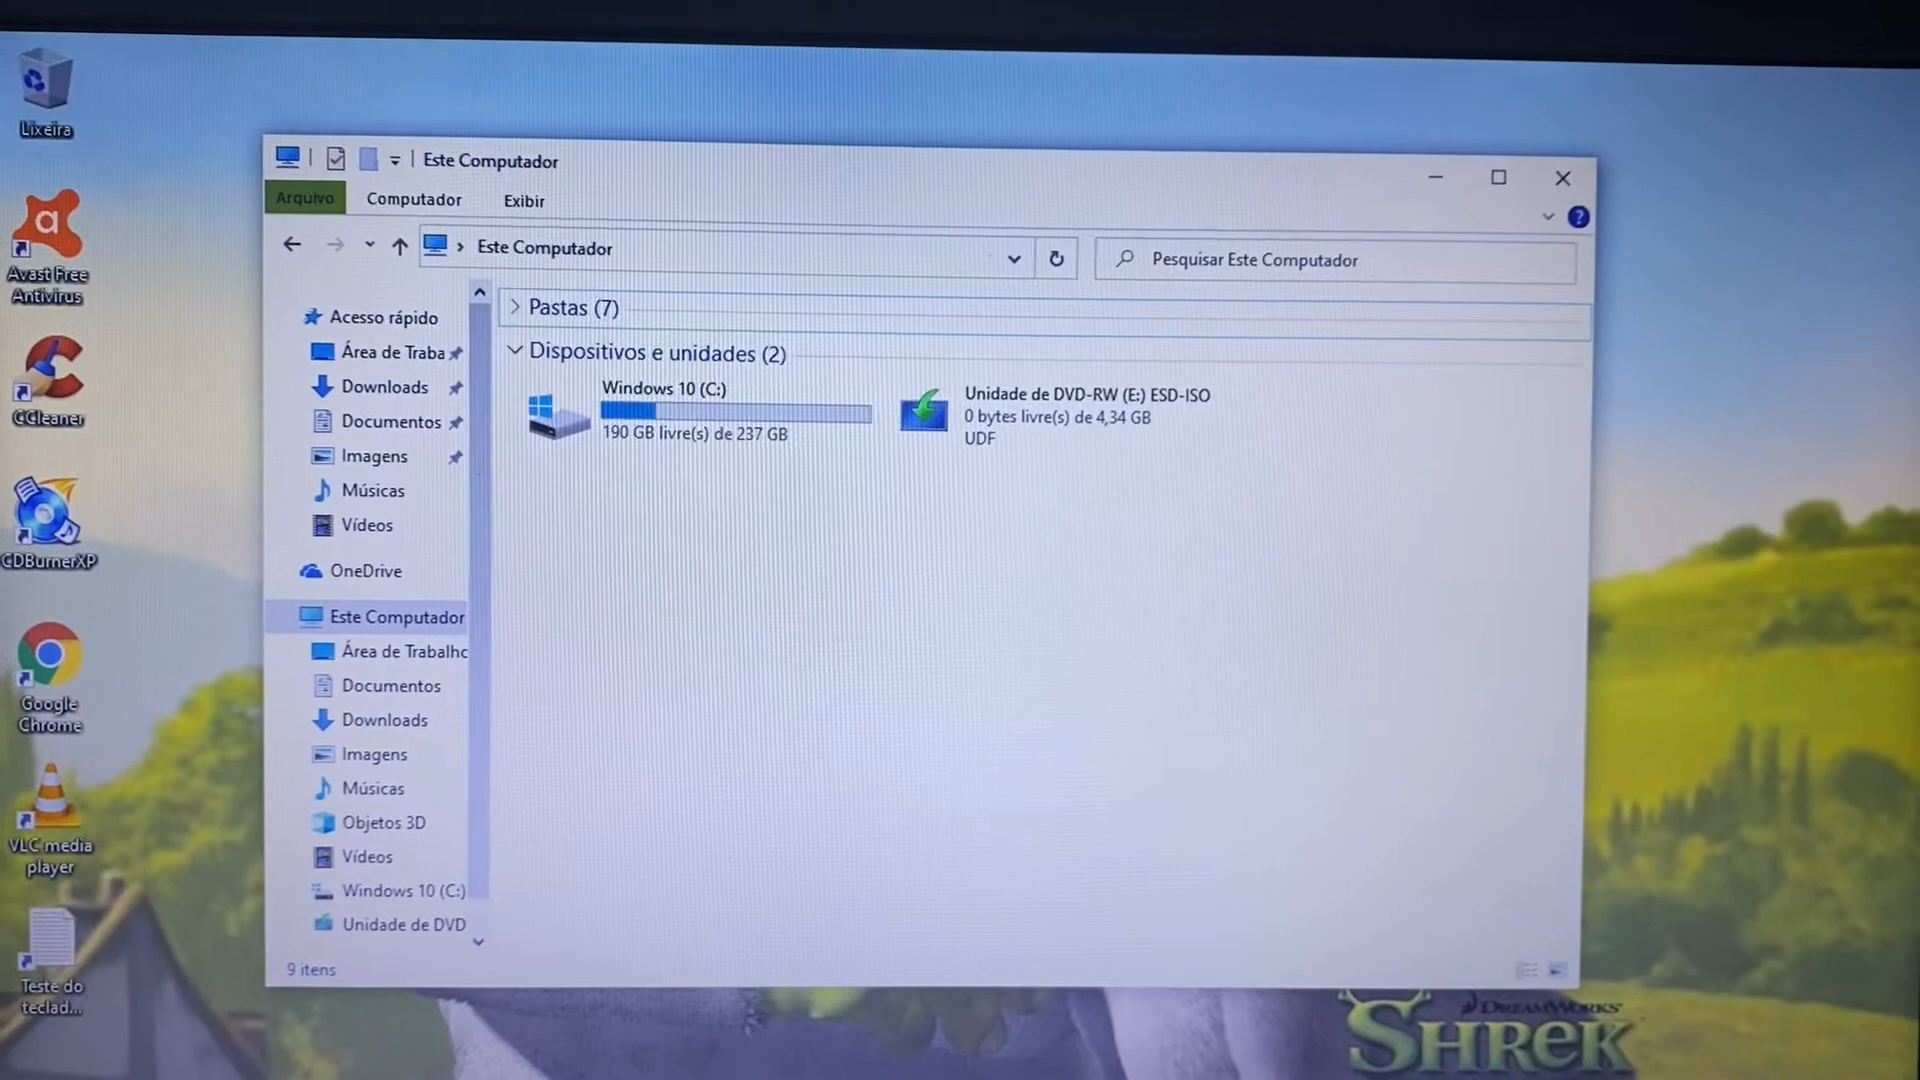 Lixeira
Avast Free
Antivirus
CCleaner
CDBurnerXP
Google
Chrome
VLC media
player
Teste do
teclad...
Este Computador
Arquivo
Computador
Exibir
Este Computador
Pesquisar Este Computador
Acesso rápido
Área de Traba
Downloads
Documentos
Imagens
Músicas
Vídeos
OneDrive
Este Computador
Área de Trabalho
Documentos
Downloads
Imagens
Músicas
Objetos 3D
Vídeos
Windows 10 (C:)
Unidade de DVD
9 itens
Pastas (7)
Dispositivos e unidades (2)
Windows 10 (C:)
190 GB livre(s) de 237 GB
Unidade de DVD-RW (E:) ESD-ISO
0 bytes livre(s) de 4,34 GB
UDF
DREAMWORKS
SHREK